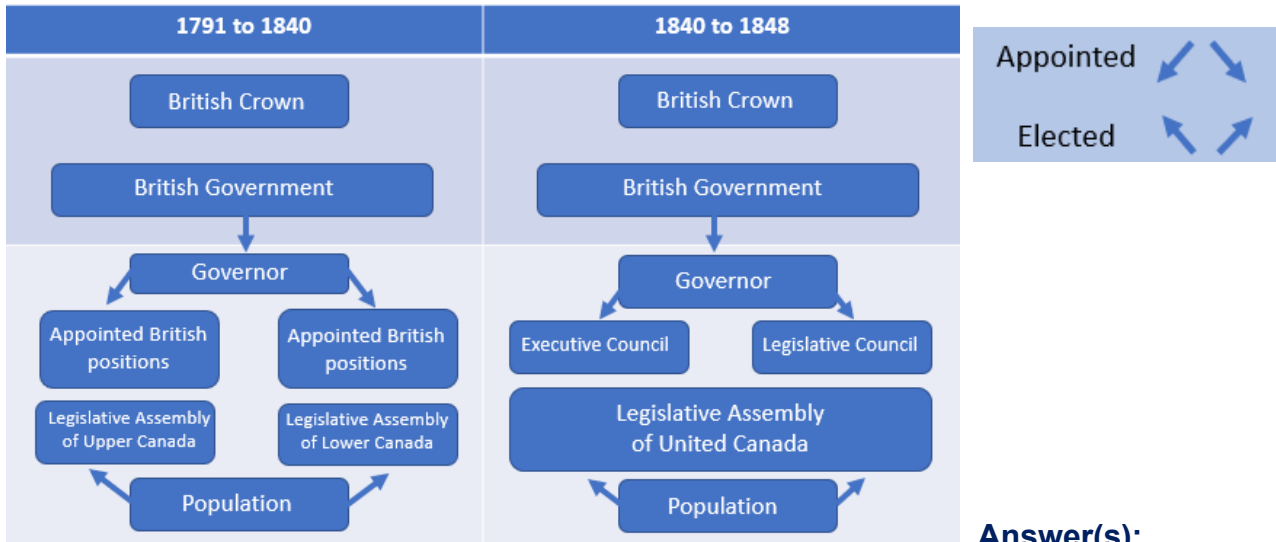 1791 to 1840
British Crown
British Government
Governor
Appointed British
positions
Appointed British
positions
Legislative Assembly
of Upper Canada
Legislative Assembly
of Lower Canada
Population
1840 to 1848
British Crown
British Government
Governor
Executive Council
Legislative Council
Legislative Assembly
of United Canada
Population
Appointed
Elected
Answer(s):